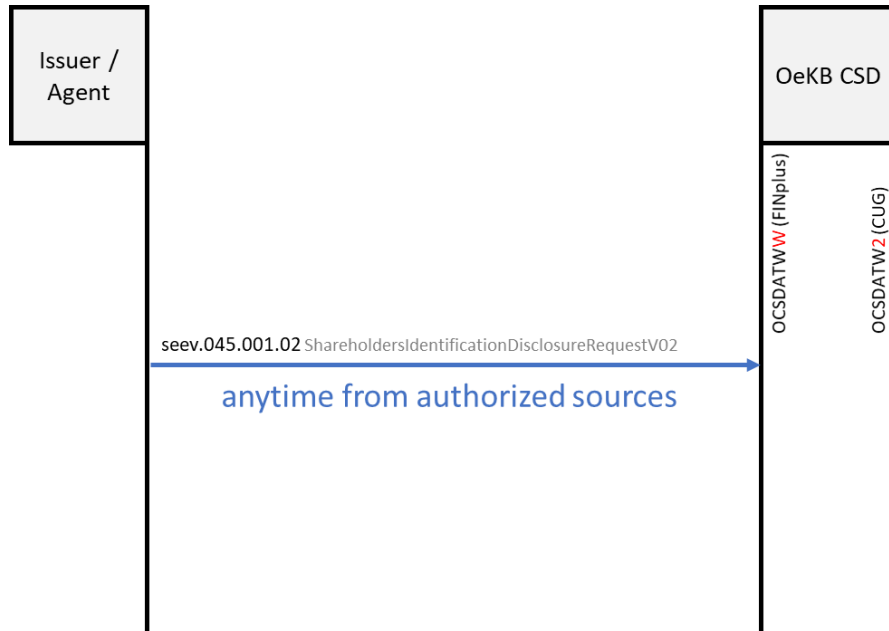 Issuer /
Agent
OeKB CSD
OCSDATWW (FINplus)
OCSDATW2 (CUG)
seev.045.001.02 ShareholdersIdentificationDisclosureRequestV02
anytime from authorized sources